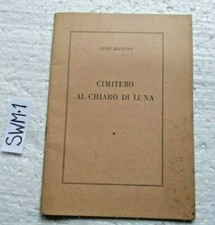 CIMITERO
AL CHIARO DI LUNA
SWM·1